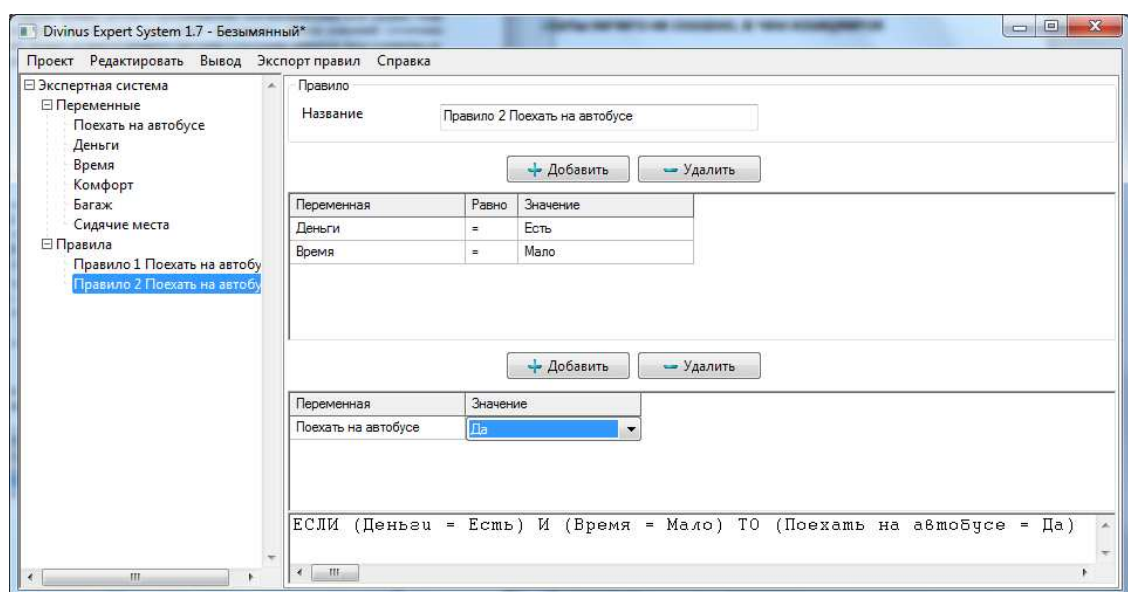 Divinus Expert System 1.7 - Безымянный*
Проект Редактировать Вывод Экспорт правил Справка
Экспертная система
Переменные
Поехать на автобусе
Деньги
Время
Комфорт
Багаж
Сидячие места
Правила
Правило 1 Поехать на автобу
Правило 2 Поехать на автобу
Правило
Название Правило 2 Поехать на автобусе
Добавить Удалить
Переменная Равно Значение
Деньги = Есть
Время = Мало
Добавить Удалить
Переменная Значение
Поехать на автобусе Да
ЕСЛИ (Деньги = Есть) И (Время = Мало) ТО (Поехать на автобусе = Да)